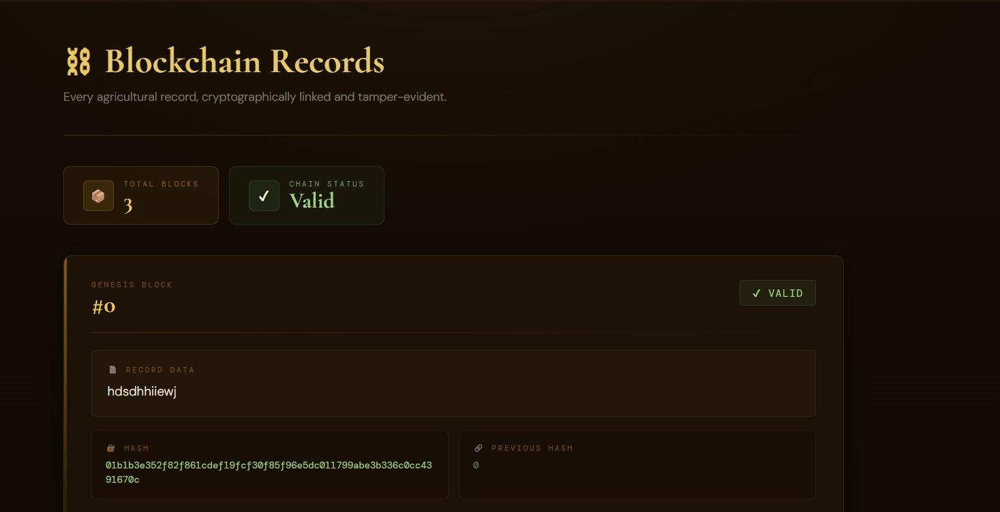 Blockchain Records
Every agricultural record, cryptographically linked and tamper-evident.
TOTAL BLOCKS
3
CHAIN STATUS
Valid
GENESIS BLOCK
#0
✓ VALID
RECORD DATA
hdsdhhiiewj
HASH
01b1b3e352f82f861cdef19fcf30f85f96e5dc011799abe3b336c0cc43
91670c
PREVIOUS HASH
0